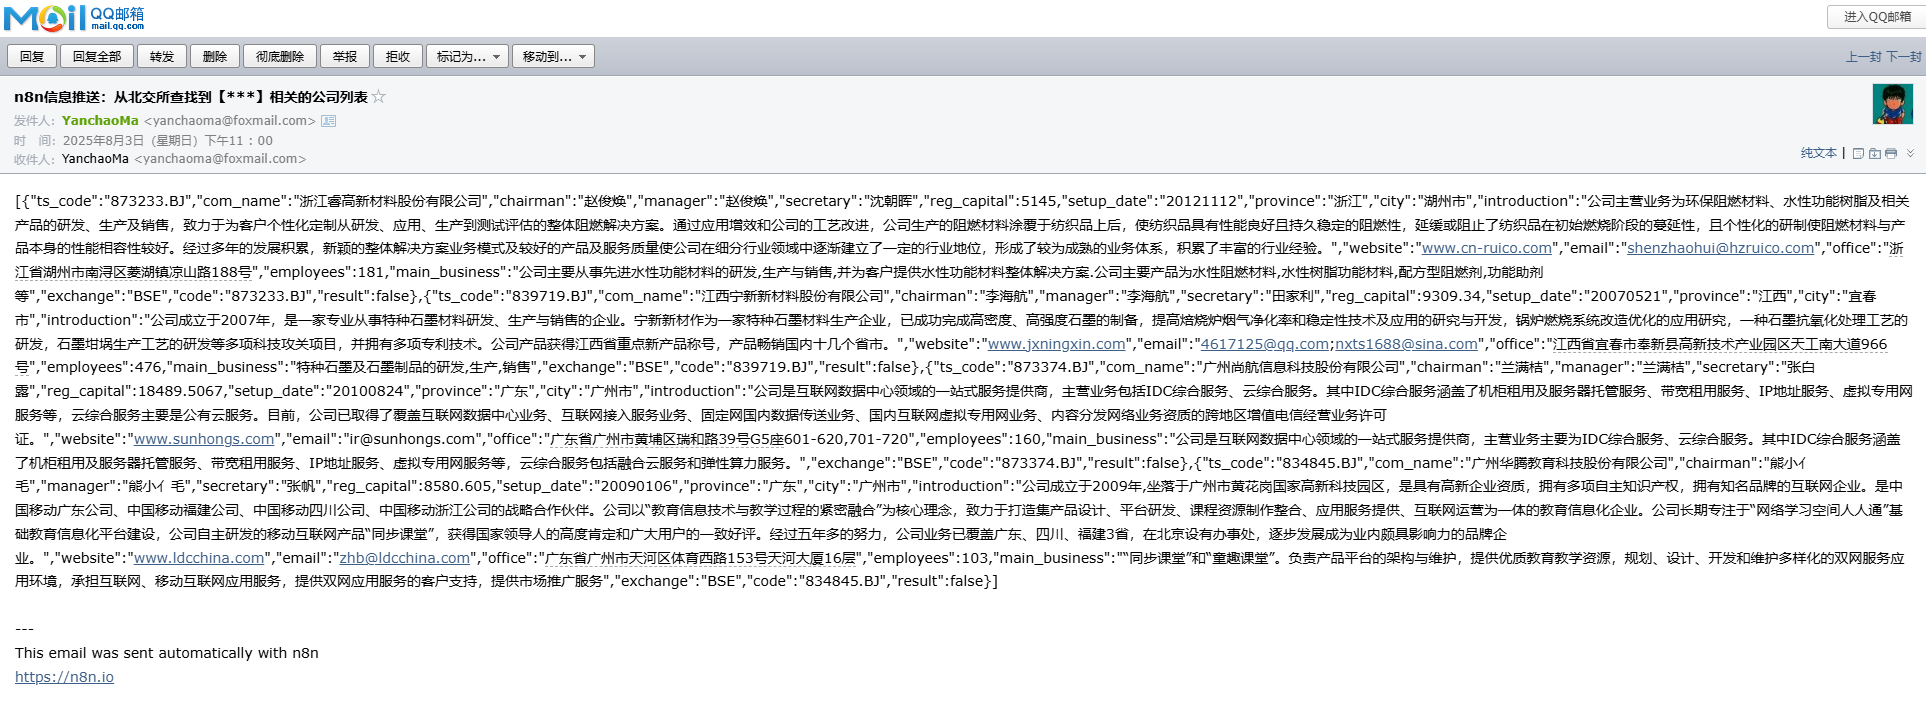 Mail QQ邮箱 mail.qq.com
进入QQ邮箱
回复 回复全部 转发 删除 彻底删除 举报 拒收 标记为... 移动到...
上一封 下一封
n8n信息推送：从北交所查找到【***】相关的公司列表
发件人：YanchaoMa <yanchaoma@foxmail.com>
时 间：2025年8月3日（星期日）下午11：00
收件人：YanchaoMa <yanchaoma@foxmail.com>
纯文本 |
[{"ts_code":"873233.BJ","com_name":"浙江睿高新材料股份有限公司","chairman":"赵俊焕","manager":"赵俊焕","secretary":"沈朝晖","reg_capital":5145,"setup_date":"20121112","province":"浙江","city":"湖州市","introduction":"公司主营业务为环保阻燃材料、水性功能树脂及相关
产品的研发、生产及销售，致力于为客户个性化定制从研发、应用、生产到测试评估的整体阻燃解决方案。通过应用增效和公司的工艺改进，公司生产的阻燃材料涂覆于纺织品上后，使纺织品具有性能良好且持久稳定的阻燃性，延缓或阻止了纺织品在初始燃烧阶段的蔓延性，且个性化的研制使阻燃材料与产
品本身的性能相容性较好。经过多年的发展积累，新颖的整体解决方案业务模式及较好的产品及服务质量使公司在细分行业领域中逐渐建立了一定的行业地位，形成了较为成熟的业务体系，积累了丰富的行业经验。","website":"www.cn-ruico.com","email":"shenzhaohui@hzruico.com","office":"浙
江省湖州市南浔区菱湖镇凉山路188号","employees":181,"main_business":"公司主要从事先进水性功能材料的研发,生产与销售,并为客户提供水性功能材料整体解决方案.公司主要产品为水性阻燃材料,水性树脂功能材料,配方型阻燃剂,功能助剂
等","exchange":"BSE","code":"873233.BJ","result":false},{"ts_code":"839719.BJ","com_name":"江西宁新新材料股份有限公司","chairman":"李海航","manager":"李海航","secretary":"田家利","reg_capital":9309.34,"setup_date":"20070521","province":"江西","city":"宜春
市","introduction":"公司成立于2007年，是一家专业从事特种石墨材料研发、生产与销售的企业。宁新新材作为一家特种石墨材料生产企业，已成功完成高密度、高强度石墨的制备，提高焙烧炉烟气净化率和稳定性技术及应用的研究与开发，锅炉燃烧系统改造优化的应用研究，一种石墨抗氧化处理工艺的
研发，石墨坩埚生产工艺的研发等多项科技攻关项目，并拥有多项专利技术。公司产品获得江西省重点新产品称号，产品畅销国内十几个省市。","website":"www.jxningxin.com","email":"4617125@qq.com;nxts1688@sina.com","office":"江西省宜春市奉新县高新技术产业园区天工南大道966
号","employees":476,"main_business":"特种石墨及石墨制品的研发,生产,销售","exchange":"BSE","code":"839719.BJ","result":false},{"ts_code":"873374.BJ","com_name":"广州尚航信息科技股份有限公司","chairman":"兰满桔","manager":"兰满桔","secretary":"张白
露","reg_capital":18489.5067,"setup_date":"20100824","province":"广东","city":"广州市","introduction":"公司是互联网数据中心领域的一站式服务提供商，主营业务包括IDC综合服务、云综合服务。其中IDC综合服务涵盖了机柜租用及服务器托管服务、带宽租用服务、IP地址服务、虚拟专用网
服务等，云综合服务主要是公有云服务。目前，公司已取得了覆盖互联网数据中心业务、互联网接入服务业务、固定网国内数据传送业务、国内互联网虚拟专用网业务、内容分发网络业务资质的跨地区增值电信经营业务许可
证。","website":"www.sunhongs.com","email":"ir@sunhongs.com","office":"广东省广州市黄埔区瑞和路39号G5座601-620,701-720","employees":160,"main_business":"公司是互联网数据中心领域的一站式服务提供商，主营业务主要为IDC综合服务、云综合服务。其中IDC综合服务涵盖
了机柜租用及服务器托管服务、带宽租用服务、IP地址服务、虚拟专用网服务等，云综合服务包括融合云服务和弹性算力服务。","exchange":"BSE","code":"873374.BJ","result":false},{"ts_code":"834845.BJ","com_name":"广州华腾教育科技股份有限公司","chairman":"熊小亻
毛","manager":"熊小亻毛","secretary":"张帆","reg_capital":8580.605,"setup_date":"20090106","province":"广东","city":"广州市","introduction":"公司成立于2009年,坐落于广州市黄花岗国家高新科技园区，是具有高新企业资质，拥有多项自主知识产权，拥有知名品牌的互联网企业。是中
国移动广东公司、中国移动福建公司、中国移动四川公司、中国移动浙江公司的战略合作伙伴。公司以“教育信息技术与教学过程的紧密融合”为核心理念，致力于打造集产品设计、平台研发、课程资源制作整合、应用服务提供、互联网运营为一体的教育信息化企业。公司长期专注于“网络学习空间人人通”基
础教育信息化平台建设，公司自主研发的移动互联网产品“同步课堂”，获得国家领导人的高度肯定和广大用户的一致好评。经过五年多的努力，公司业务已覆盖广东、四川、福建3省，在北京设有办事处，逐步发展成为业内颇具影响力的品牌企
业。","website":"www.ldcchina.com","email":"zhb@ldcchina.com","office":"广东省广州市天河区体育西路153号天河大厦16层","employees":103,"main_business":"“同步课堂”和“童趣课堂”。负责产品平台的架构与维护，提供优质教育教学资源，规划、设计、开发和维护多样化的双网服务应
用环境，承担互联网、移动互联网应用服务，提供双网应用服务的客户支持，提供市场推广服务","exchange":"BSE","code":"834845.BJ","result":false}]
---
This email was sent automatically with n8n
https://n8n.io